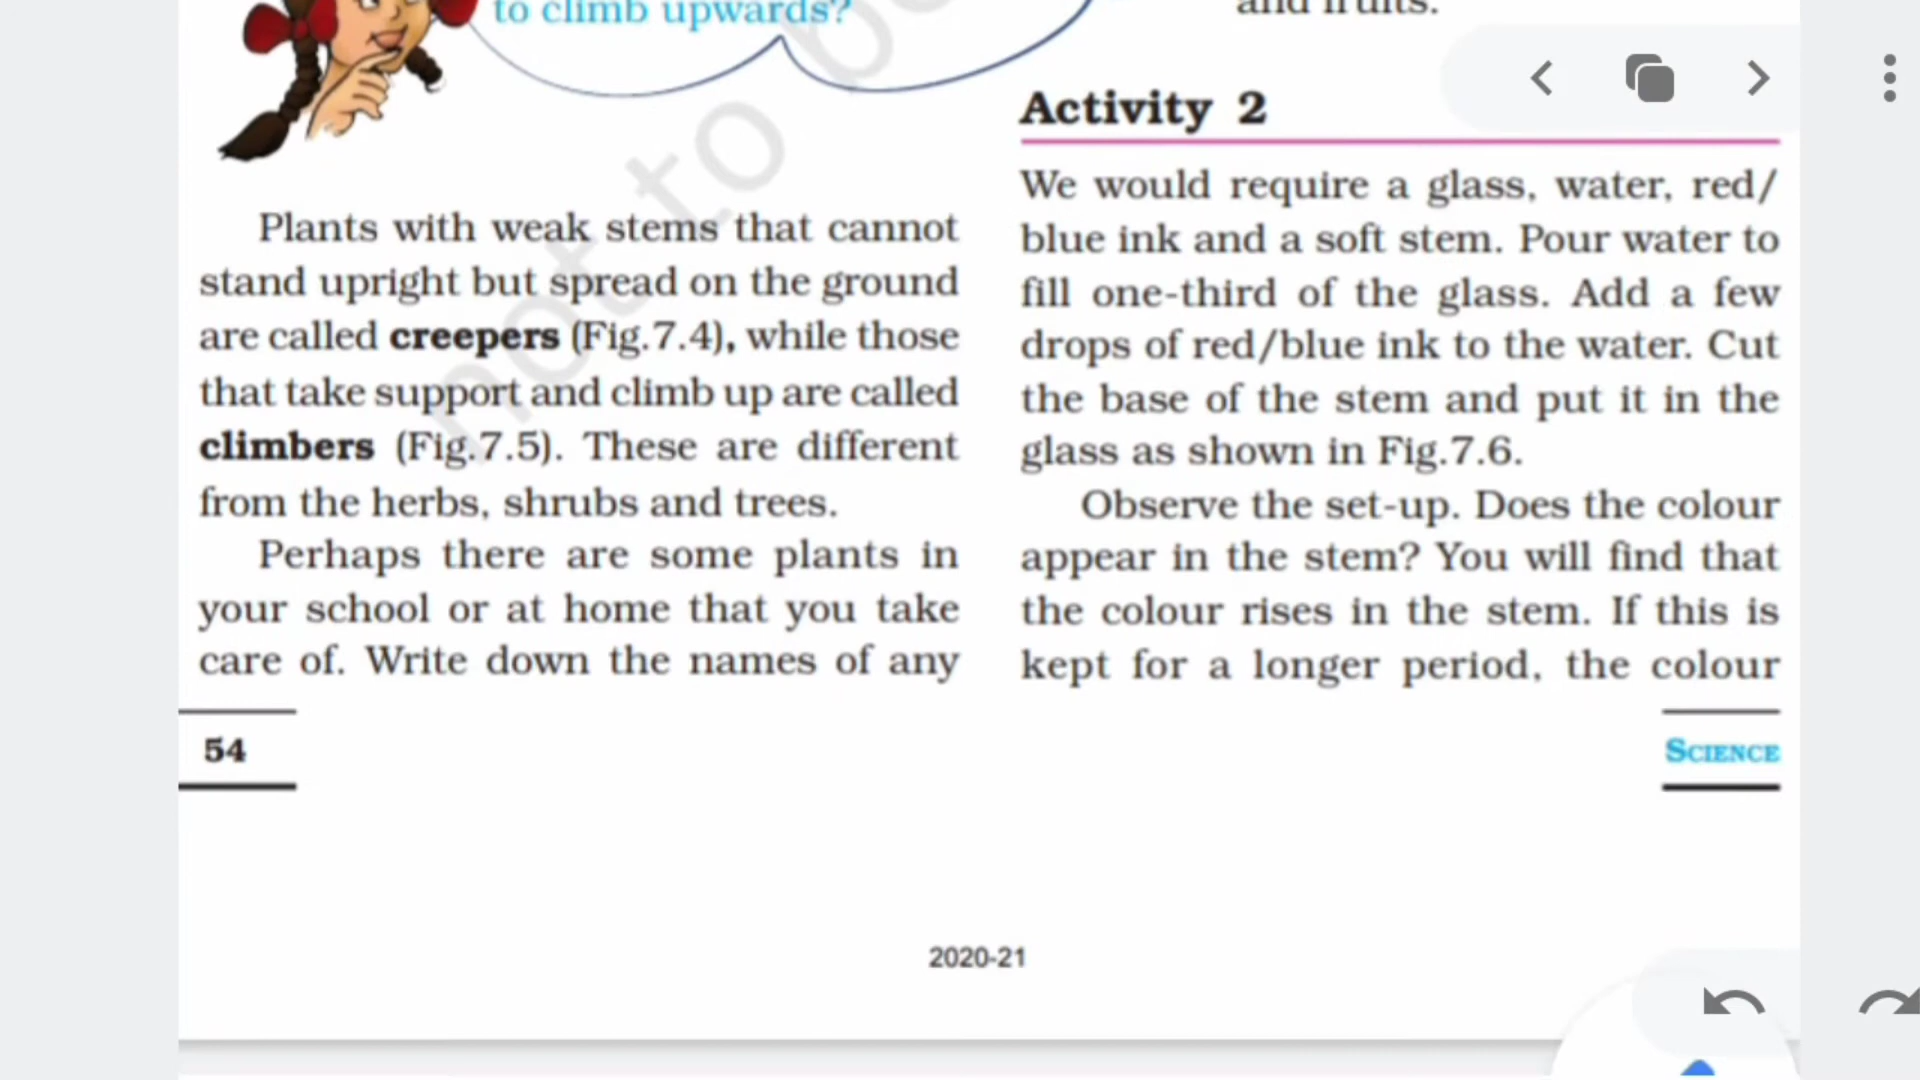 to climb upwards?
Plants with weak stems that cannot
stand upright but spread on the ground
are called creepers (Fig.7.4), while those
that take support and climb up are called
climbers (Fig.7.5). These are different
from the herbs, shrubs and trees.
Perhaps there are some plants in
your school or at home that you take
care of. Write down the names of any
and fruits.
Activity 2
We would require a glass, water, red/
blue ink and a soft stem. Pour water to
fill one-third of the glass. Add a few
drops of red/blue ink to the water. Cut
the base of the stem and put it in the
glass as shown in Fig.7.6.
Observe the set-up. Does the colour
appear in the stem? You will find that
the colour rises in the stem. If this is
kept for a longer period, the colour
54
SCIENCE
2020-21
not to